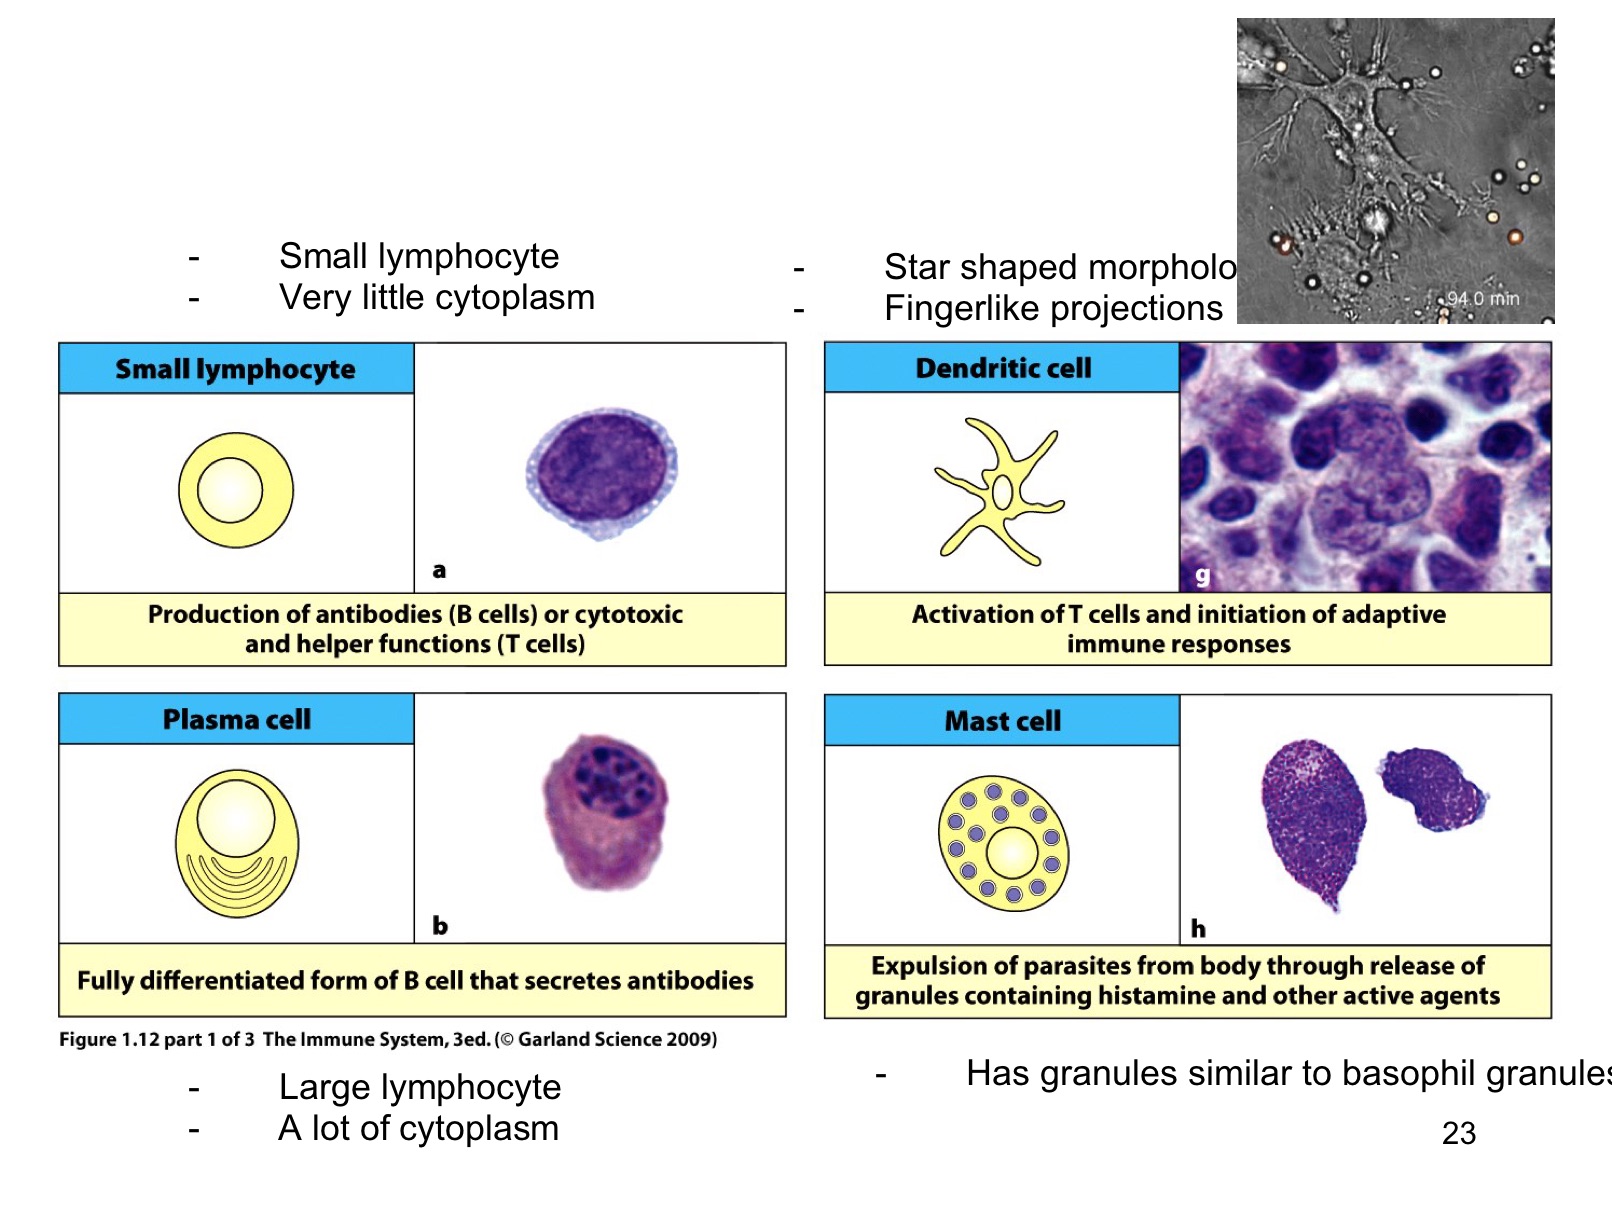 94.0 min
- Small lymphocyte
- Very little cytoplasm
- Star shaped morpholo
- Fingerlike projections
Small lymphocyte
a
Production of antibodies (B cells) or cytotoxic
and helper functions (T cells)
Dendritic cell
g
Activation of T cells and initiation of adaptive
immune responses
Plasma cell
b
Fully differentiated form of B cell that secretes antibodies
Mast cell
h
Expulsion of parasites from body through release of
granules containing histamine and other active agents
Figure 1.12 part 1 of 3 The Immune System, 3ed. (© Garland Science 2009)
- Large lymphocyte
- A lot of cytoplasm
- Has granules similar to basophil granules
23